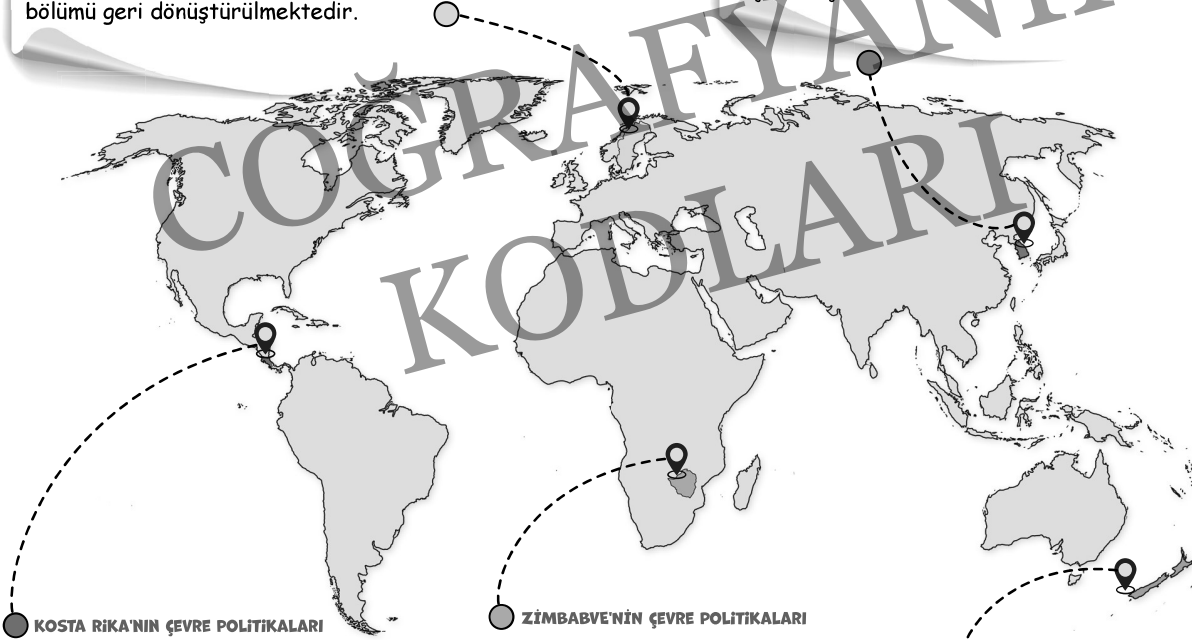 bölümü geri dönüştürülmektedir.
COĞRAFYANIN
KODLARI
KOSTA RİKA'NIN ÇEVRE POLİTİKALARI
ZİMBABVE'NİN ÇEVRE POLİTİKALARI